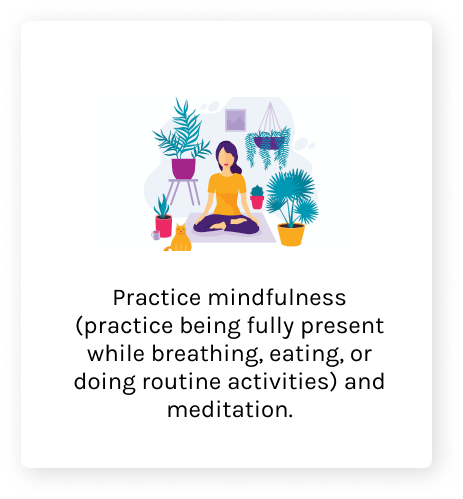 Practice mindfulness
(practice being fully present
while breathing, eating, or
doing routine activities) and
meditation.